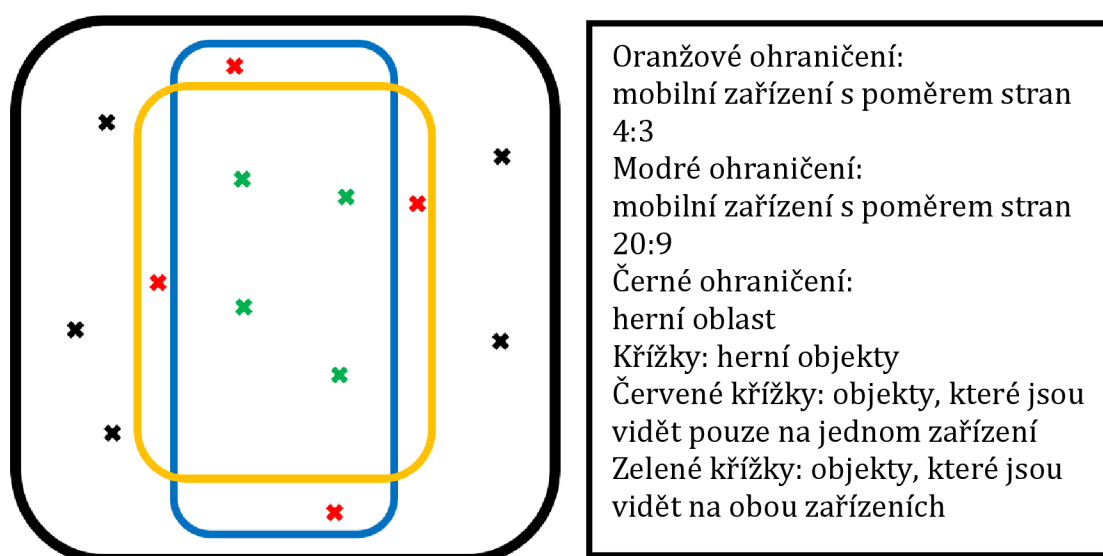 Oranžové ohraničení:
mobilní zařízení s poměrem stran
4:3
Modré ohraničení:
mobilní zařízení s poměrem stran
20:9
Černé ohraničení:
herní oblast
Křížky: herní objekty
Červené křížky: objekty, které jsou
vidět pouze na jednom zařízení
Zelené křížky: objekty, které jsou
vidět na obou zařízeních